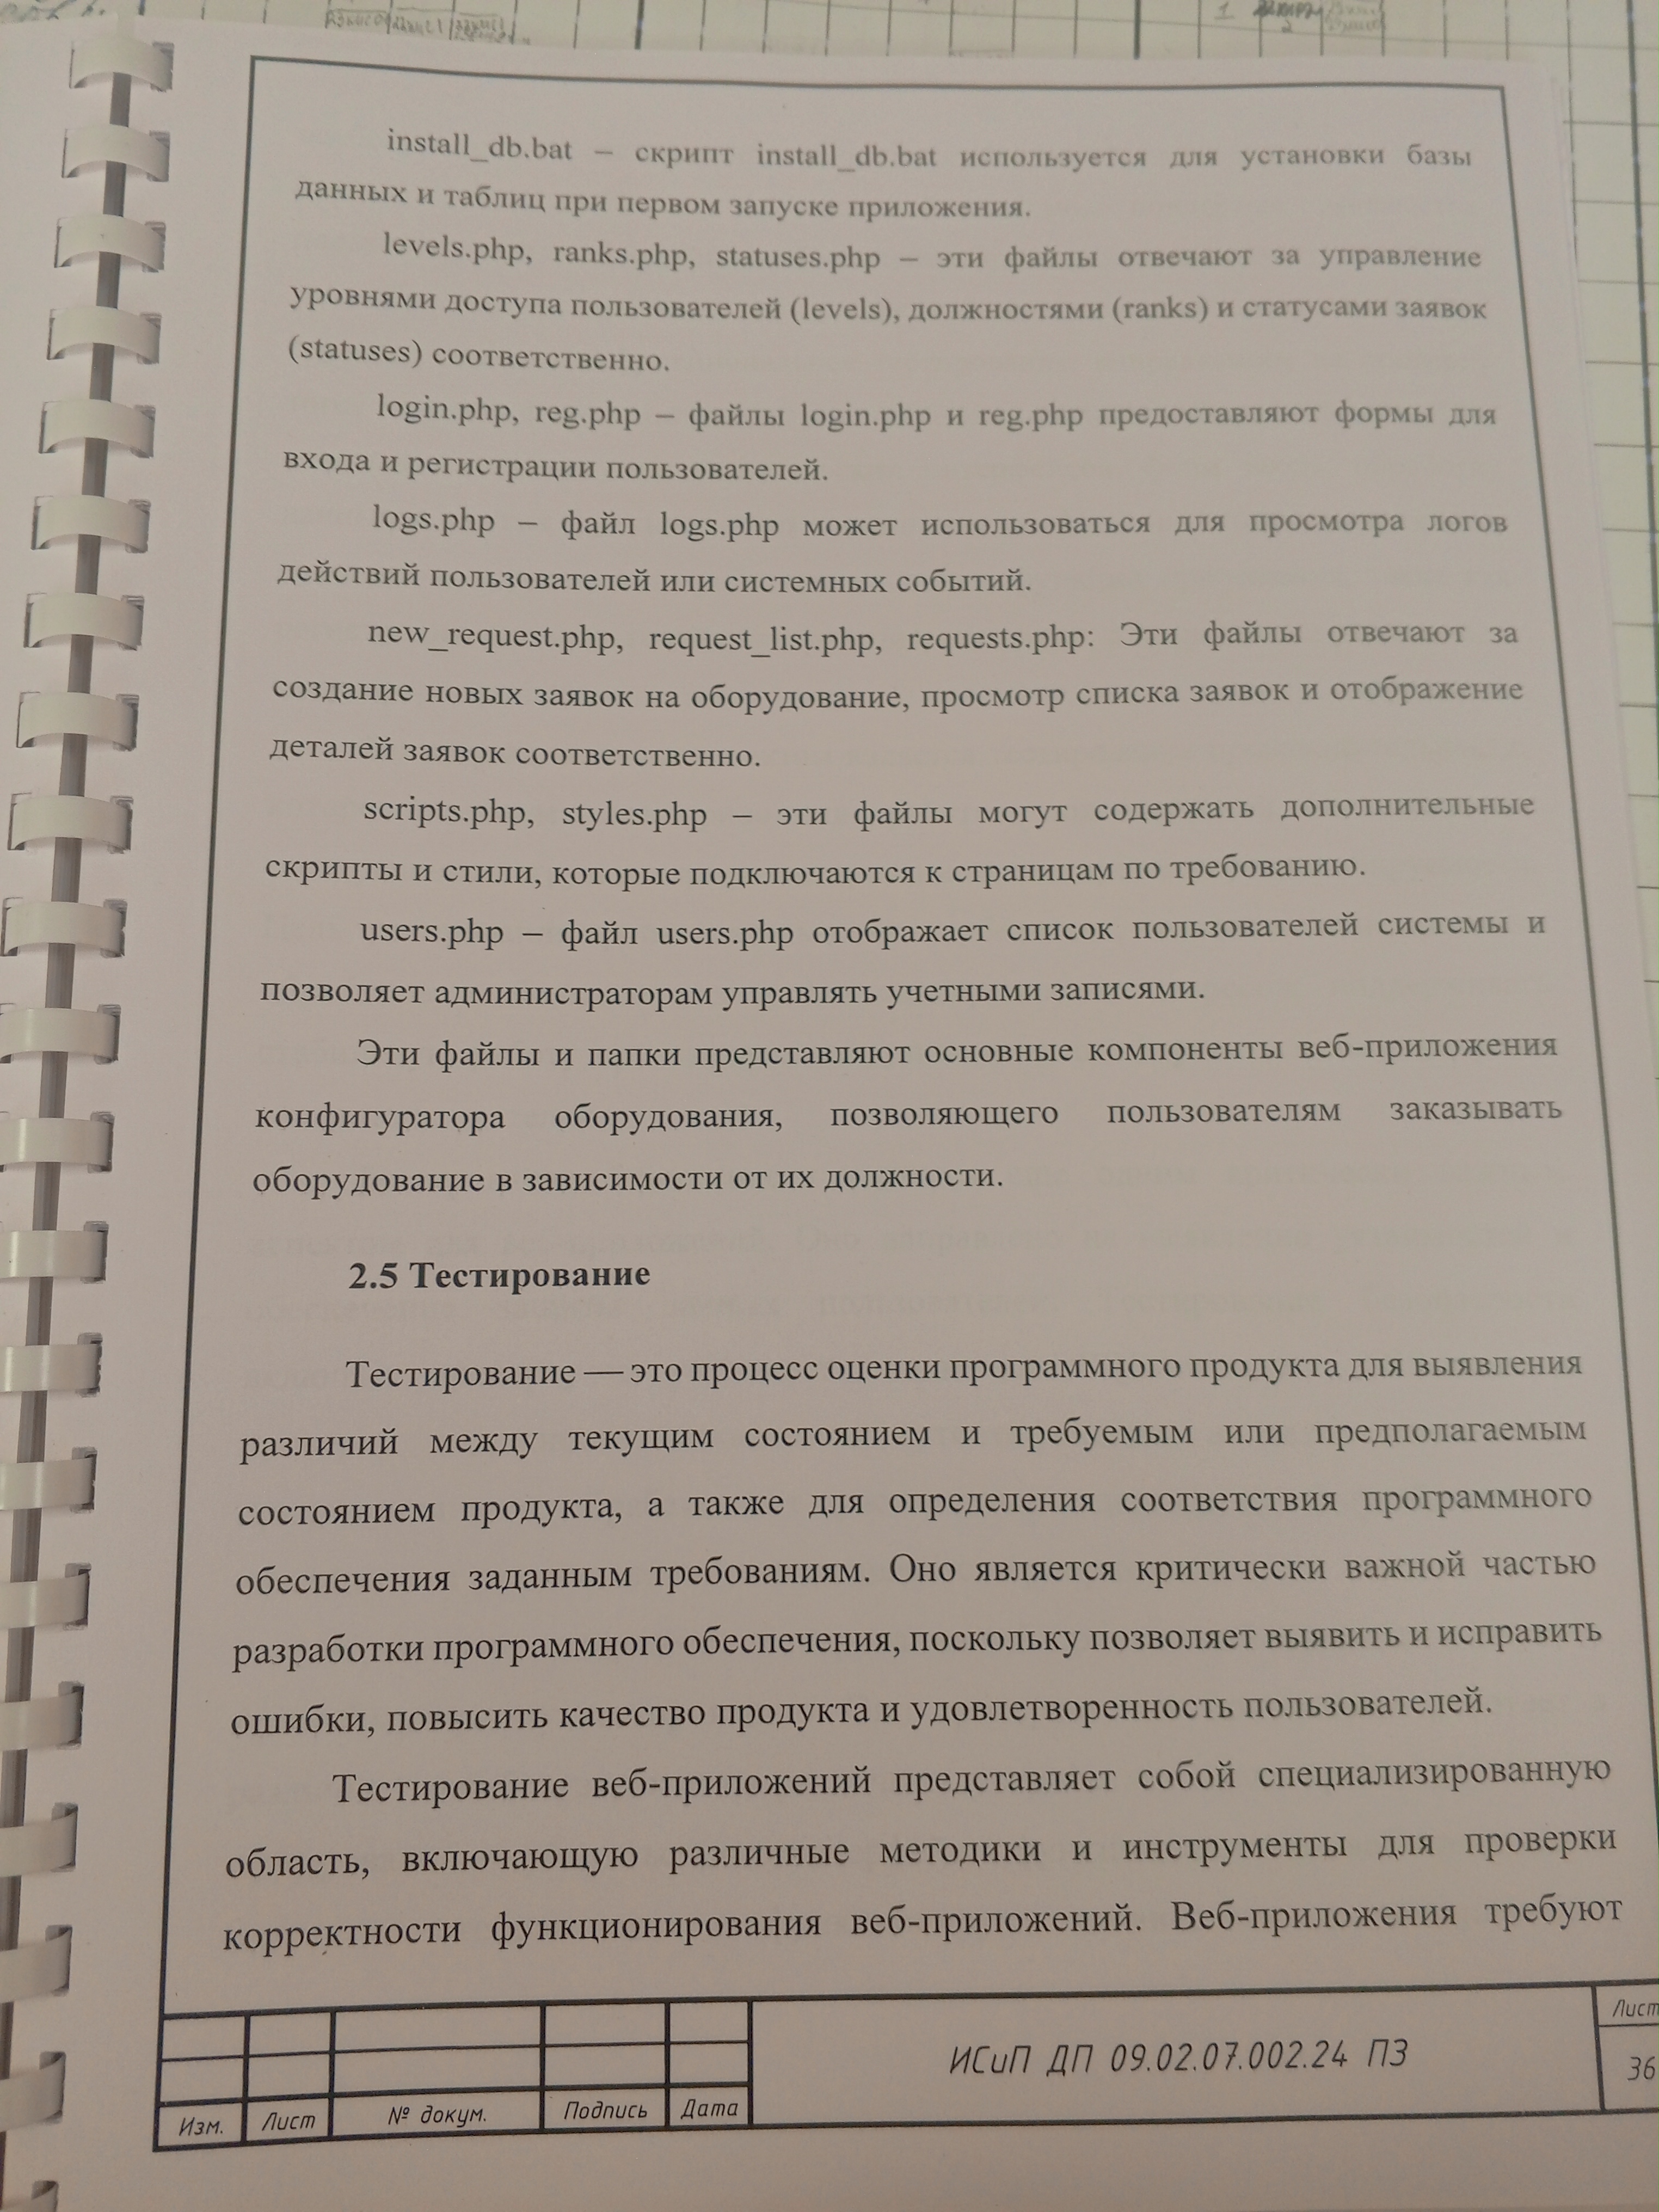 install_db.bat – скрипт install_db.bat используется для установки базы
данных и таблиц при первом запуске приложения.
levels.php, ranks.php, statuses.php – эти файлы отвечают за управление
уровнями доступа пользователей (levels), должностями (ranks) и статусами заявок
(statuses) соответственно.
login.php, reg.php – файлы login.php и reg.php предоставляют формы для
входа и регистрации пользователей.
logs.php – файл logs.php может использоваться для просмотра логов
действий пользователей или системных событий.
new_request.php, request_list.php, requests.php: Эти файлы отвечают за
создание новых заявок на оборудование, просмотр списка заявок и отображение
деталей заявок соответственно.
scripts.php, styles.php – эти файлы могут содержать дополнительные
скрипты и стили, которые подключаются к страницам по требованию.
users.php – файл users.php отображает список пользователей системы и
позволяет администраторам управлять учетными записями.
Эти файлы и папки представляют основные компоненты веб-приложения
конфигуратора оборудования, позволяющего пользователям заказывать
оборудование в зависимости от их должности.
2.5 Тестирование
Тестирование — это процесс оценки программного продукта для выявления
различий между текущим состоянием и требуемым или предполагаемым
состоянием продукта, а также для определения соответствия программного
обеспечения заданным требованиям. Оно является критически важной частью
разработки программного обеспечения, поскольку позволяет выявить и исправить
ошибки, повысить качество продукта и удовлетворенность пользователей.
Тестирование веб-приложений представляет собой специализированную
область, включающую различные методики и инструменты для проверки
корректности функционирования веб-приложений. Веб-приложения требуют
Изм. Лист № докум. Подпись Дата
ИСиП ДП 09.02.07.002.24 ПЗ
Лист
36